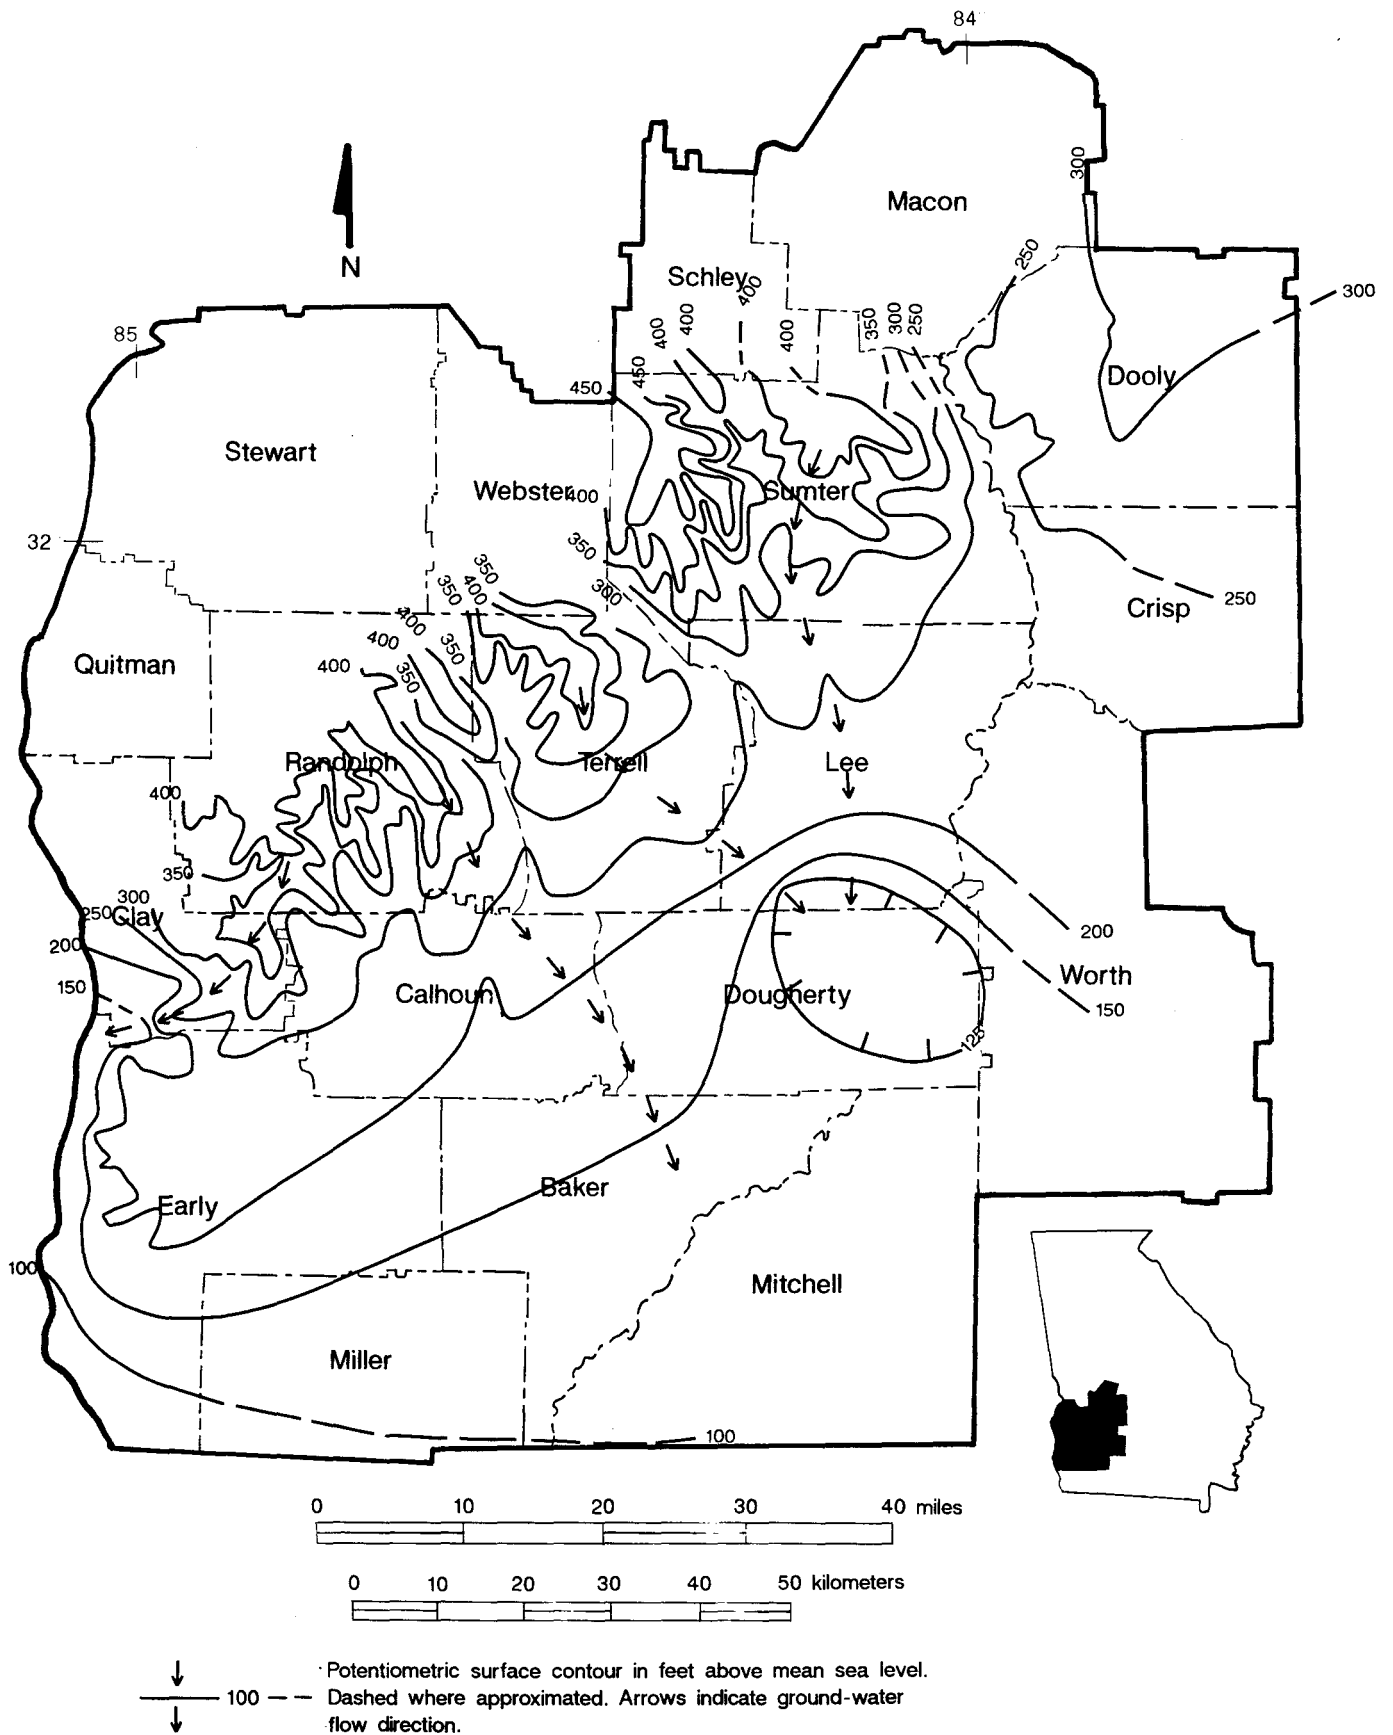 84
300
Macon
N
Schley
400
250
300
85
400
400
400
350
300
250
450
450
Dooly
Stewart
Webster
400
Sumter
32
350
350
300
350
400
250
Crisp
400
Quitman
400
350
400
350
Randolph
Terrell
Lee
400
350
300
250
Clay
200
200
150
Calhoun
Dougherty
Worth
150
125
Early
Baker
100
Mitchell
Miller
100
0 10 20 30 40 miles
0 10 20 30 40 50 kilometers
Potentiometric surface contour in feet above mean sea level.
100 Dashed where approximated. Arrows indicate ground-water
flow direction.